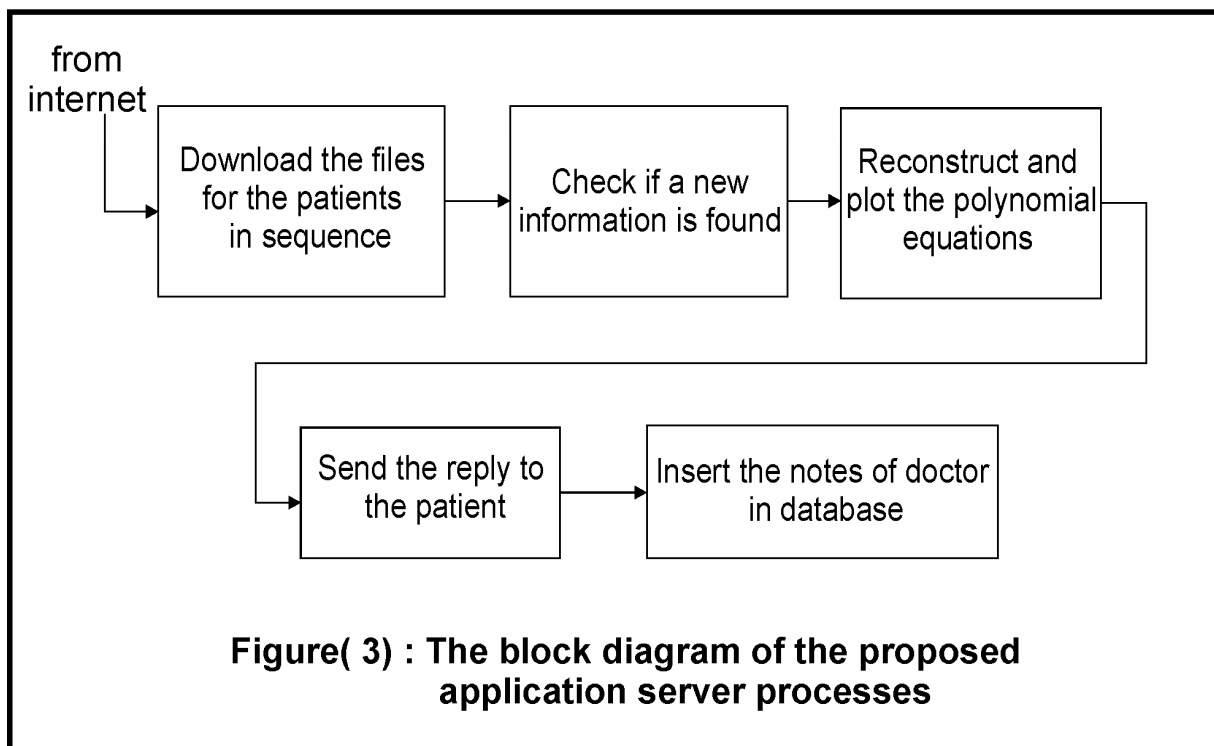 from
internet
Download the files
for the patients
in sequence
Check if a new
information is found
Reconstruct and
plot the polynomial
equations
Send the reply to
the patient
Insert the notes of doctor
in database
Figure( 3) : The block diagram of the proposed
application server processes